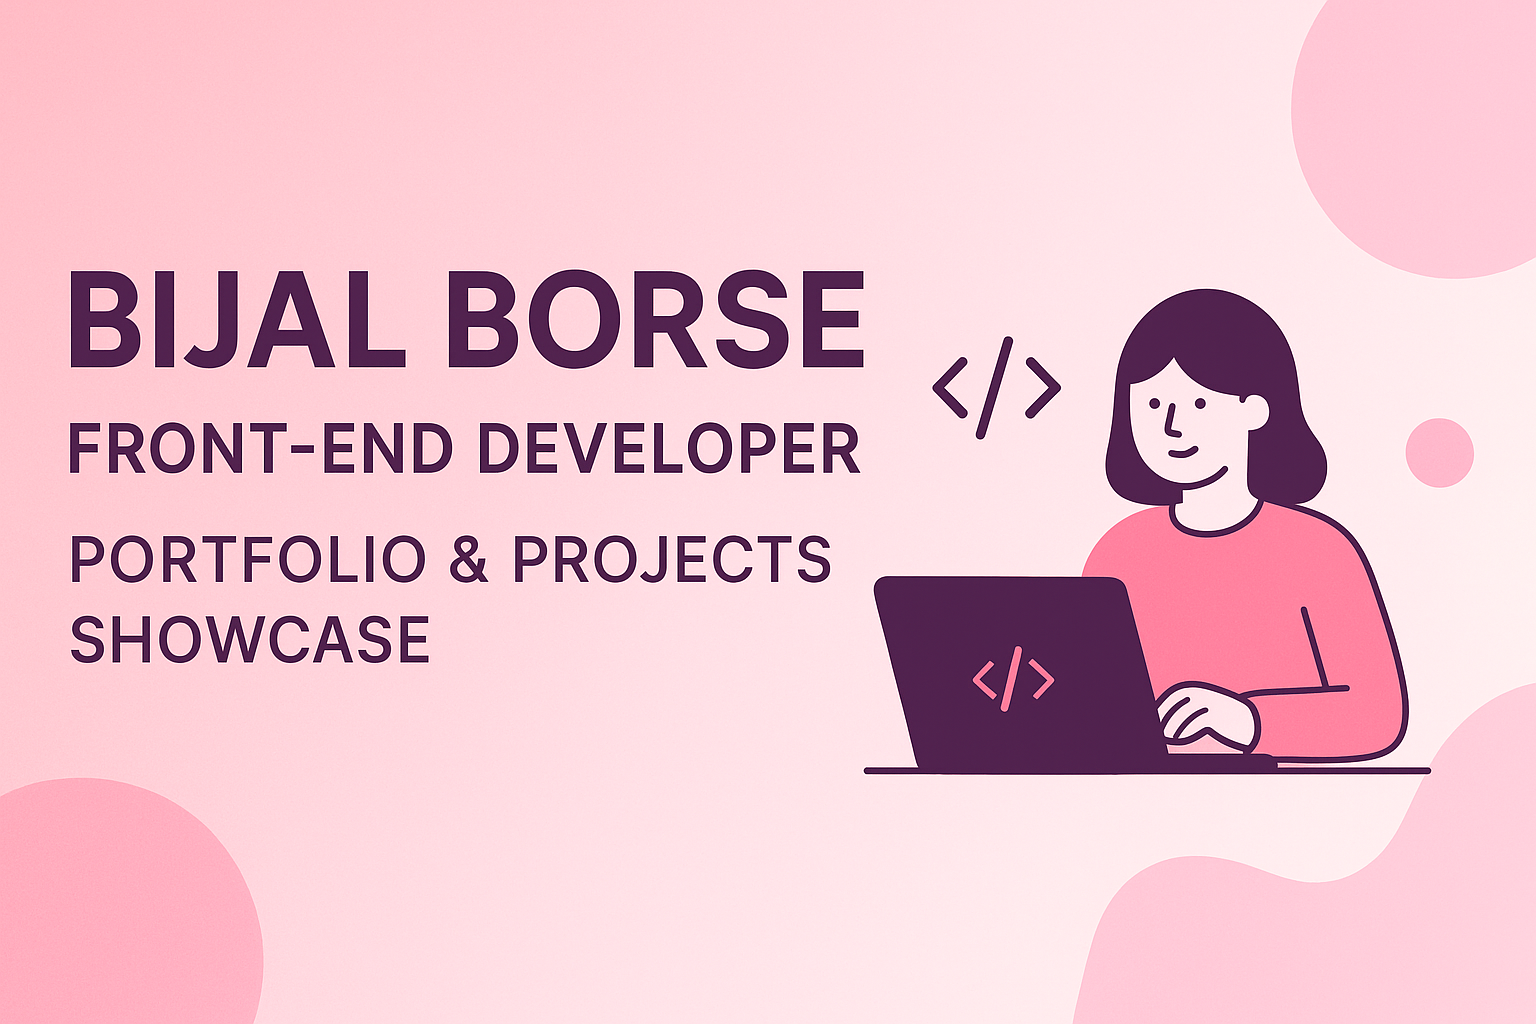 BIJAL BORSE
FRONT-END DEVELOPER
PORTFOLIO & PROJECTS
SHOWCASE
</>
</>